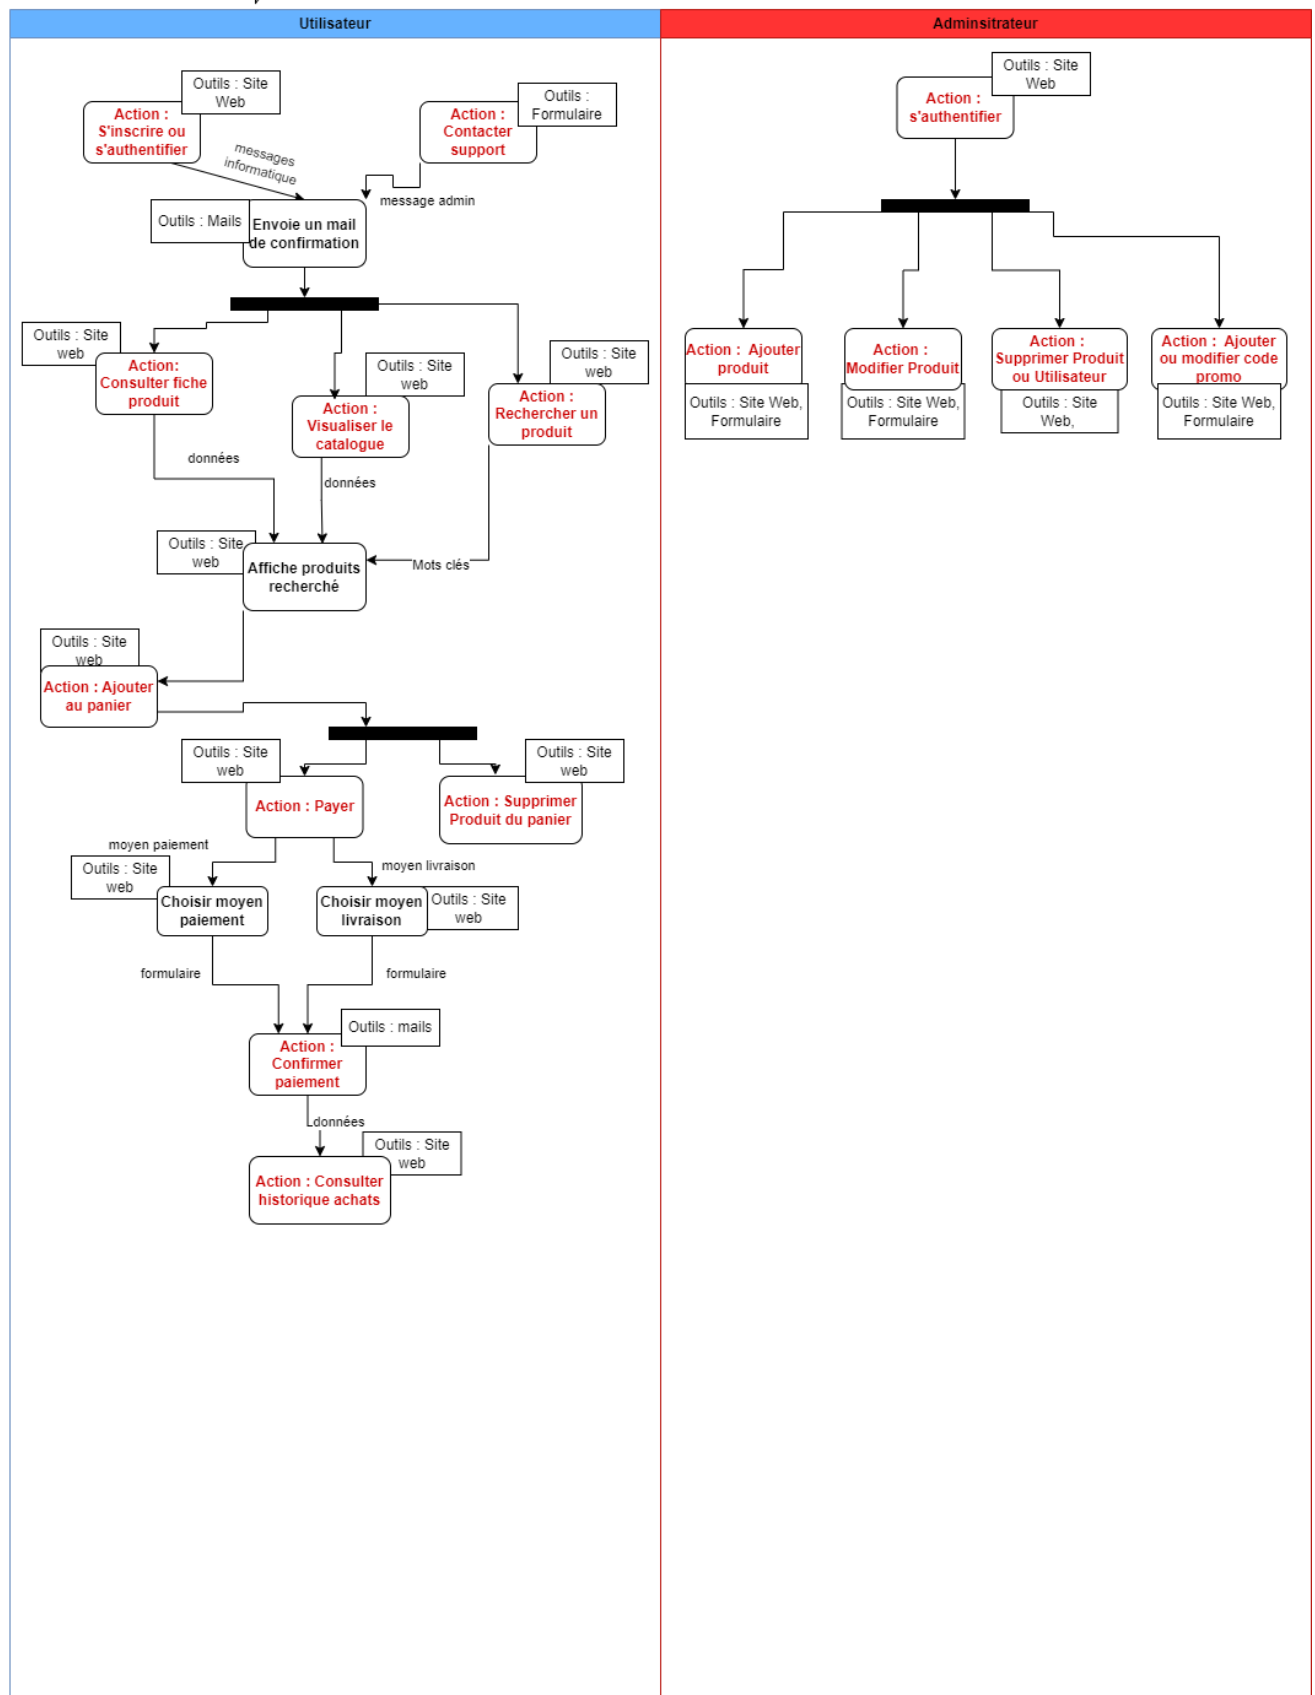 Utilisateur
Adminsitrateur
Outils : Site
Web
Action :
S'inscrire ou
s'authentifier
Outils :
Formulaire
Action :
Contacter
support
messages
informatique
message admin
Outils : Mails
Envoie un mail
de confirmation
Outils : Site
web
Action:
Consulter fiche
produit
Outils : Site
web
Action :
Visualiser le
catalogue
Outils : Site
web
Action :
Rechercher un
produit
données
données
Mots clés
Outils : Site
web
Affiche produits
recherché
Outils : Site
web
Action : Ajouter
au panier
Outils : Site
web
Action : Payer
Outils : Site
web
Action : Supprimer
Produit du panier
moyen paiement
moyen livraison
Outils : Site
web
Choisir moyen
paiement
Choisir moyen
livraison
Outils : Site
web
formulaire
formulaire
Outils : mails
Action :
Confirmer
paiement
données
Outils : Site
web
Action : Consulter
historique achats
Outils : Site
Web
Action :
s'authentifier
Action : Ajouter
produit
Outils : Site Web,
Formulaire
Action :
Modifier Produit
Outils : Site Web,
Formulaire
Action :
Supprimer Produit
ou Utilisateur
Outils : Site
Web,
Action : Ajouter
ou modifier code
promo
Outils : Site Web,
Formulaire